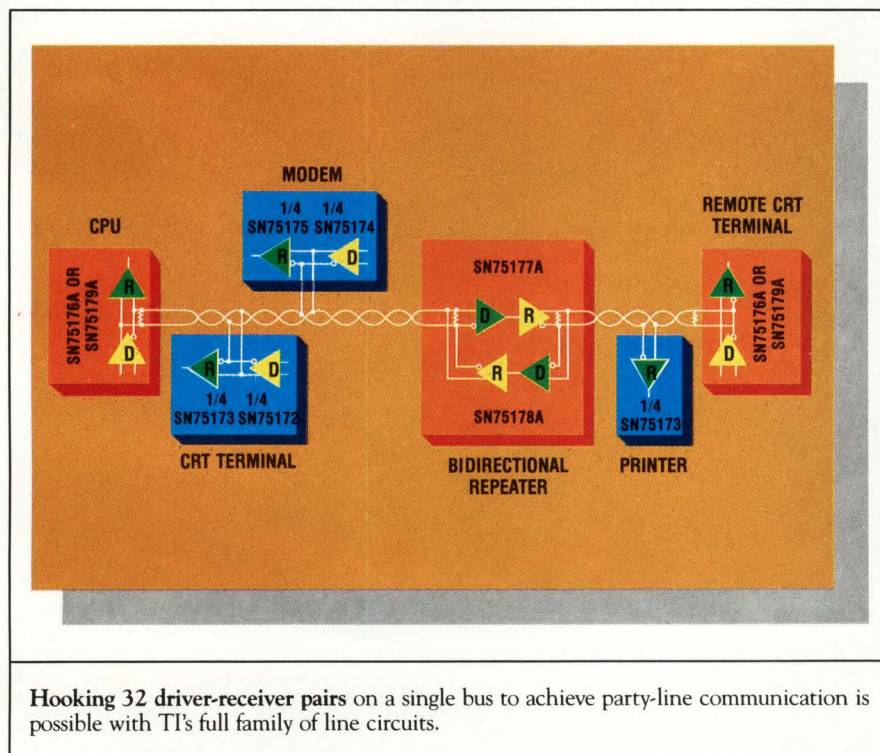 MODEM
1/4 1/4
SN75175 SN75174
R D
CPU
SN75176A OR
SN75179A
R
D
R D
1/4 1/4
SN75173 SN75172
CRT TERMINAL
SN75177A
D R
R D
SN75178A
BIDIRECTIONAL
REPEATER
R
1/4
SN75173
PRINTER
REMOTE CRT
TERMINAL
SN75176A OR
SN75179A
R
D
Hooking 32 driver-receiver pairs on a single bus to achieve party-line communication is
possible with TI's full family of line circuits.